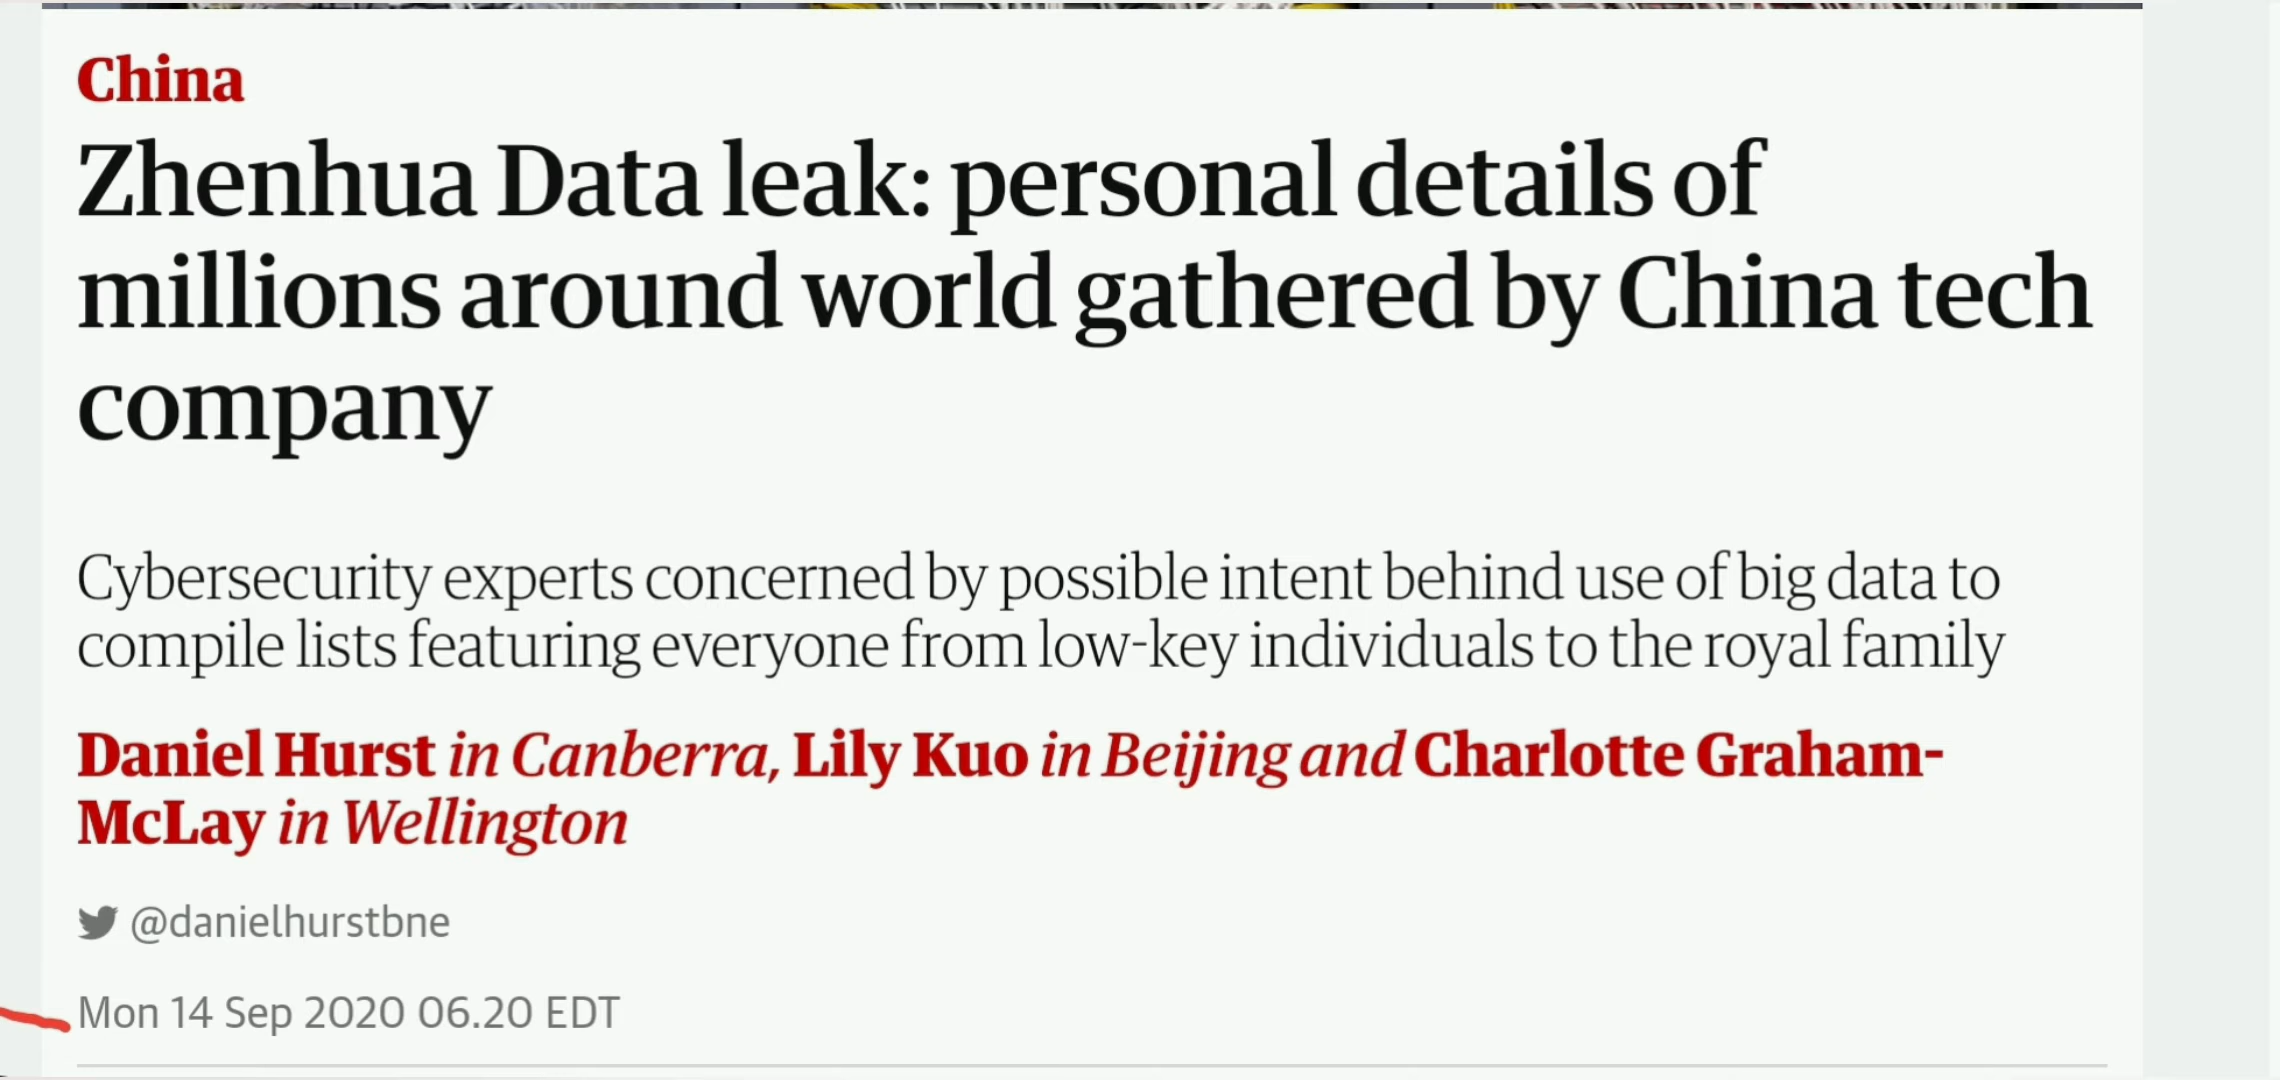 China
Zhenhua Data leak: personal details of
millions around world gathered by China tech
company
Cybersecurity experts concerned by possible intent behind use of big data to
compile lists featuring everyone from low-key individuals to the royal family
Daniel Hurst in Canberra, Lily Kuo in Beijing and Charlotte Graham-
McLay in Wellington
@danielhurstbne
Mon 14 Sep 2020 06.20 EDT